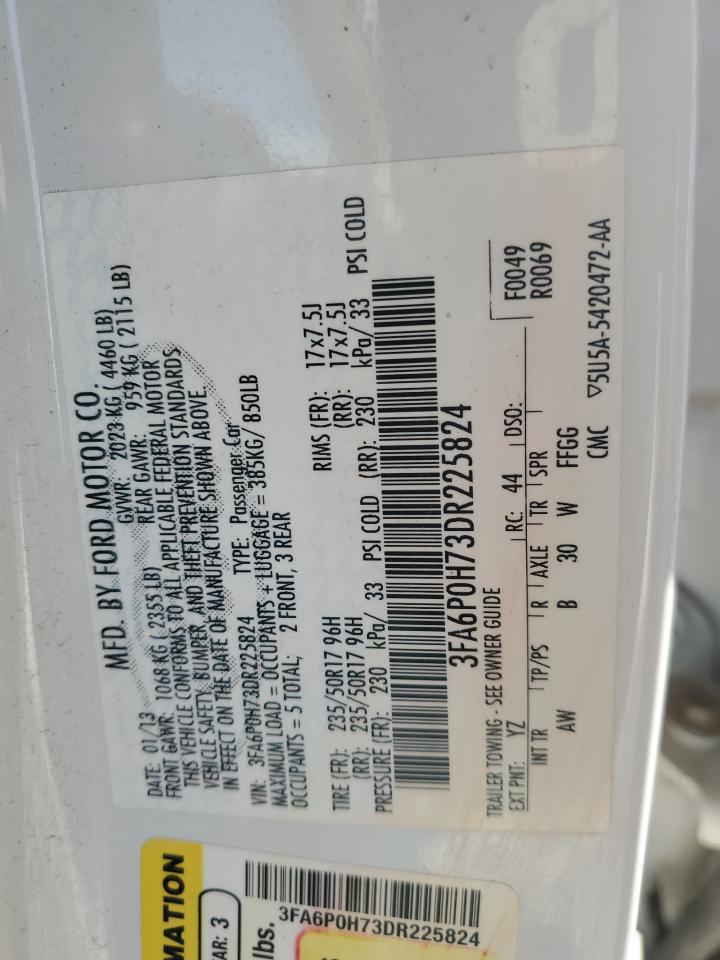 MFD. BY FORD MOTOR CO.
DATE: 01/13 GVWR: 2023 KG ( 4460 LB)
FRONT GAWR: 1068 KG ( 2355 LB) REAR GAWR: 959 KG ( 2115 LB)
THIS VEHICLE CONFORMS TO ALL APPLICABLE FEDERAL MOTOR
VEHICLE SAFETY, BUMPER, AND THEFT PREVENTION STANDARDS
IN EFFECT ON THE DATE OF MANUFACTURE SHOWN ABOVE.
VIN: 3FA6P0H73DR225824 TYPE: Passenger Car
MAXIMUM LOAD = OCCUPANTS + LUGGAGE = 385KG/ 850LB
OCCUPANTS = 5 TOTAL; 2 FRONT, 3 REAR
TIRE (FR): 235/50R17 96H RIMS (FR): 17x7.5J
(RR): 235/50R17 96H (RR): 17x7.5J
PRESSURE (FR): 230 kPa/ 33 PSI COLD (RR): 230 kPa/ 33 PSI COLD
3FA6P0H73DR225824
TRAILER TOWING - SEE OWNER GUIDE
EXT PNT: YZ RC: 44 DSO: F0049
R0069
INT TR TP/PS R AXLE TR SPR
AW B 30 W FFGG
CMC ▽5U5A-5420472-AA
MATION
AR: 3
lbs.
3FA6P0H73DR225824